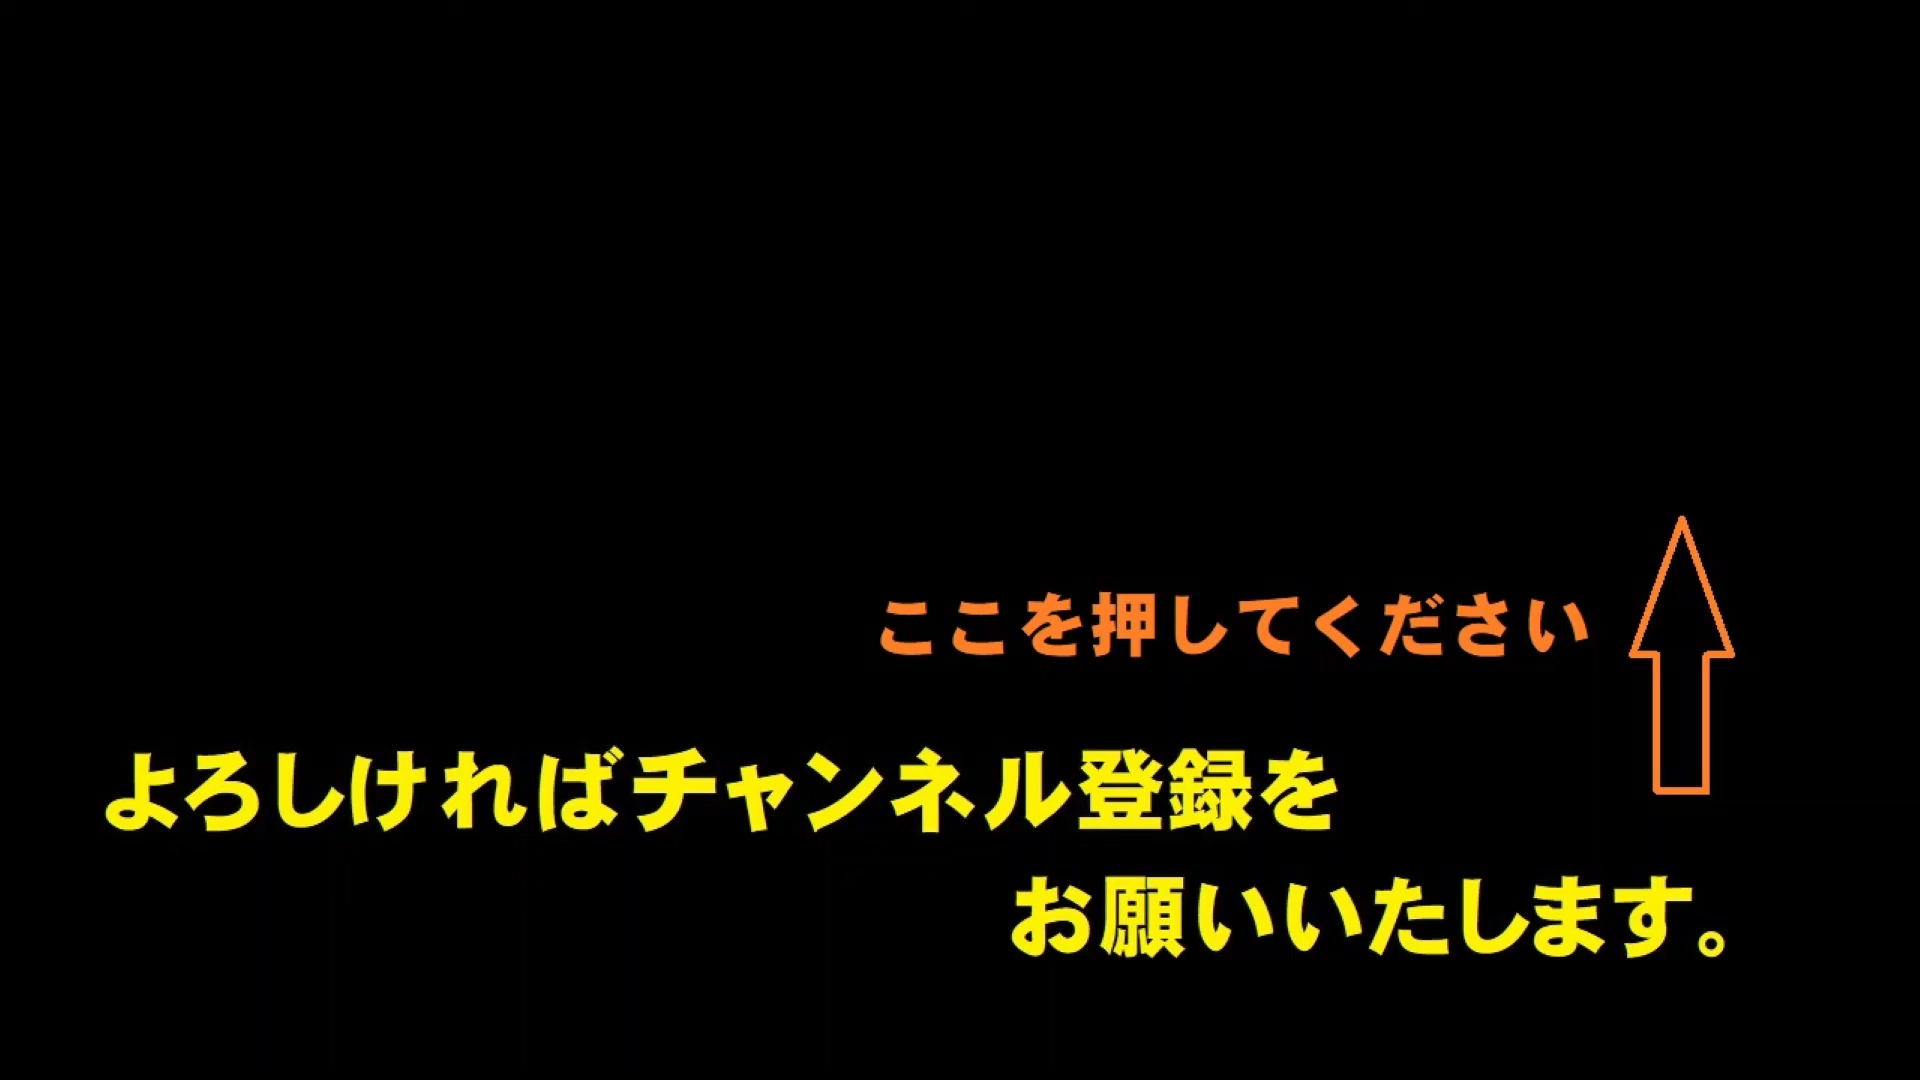 ここを押してください
よろしければチャンネル登録を
お願いいたします。